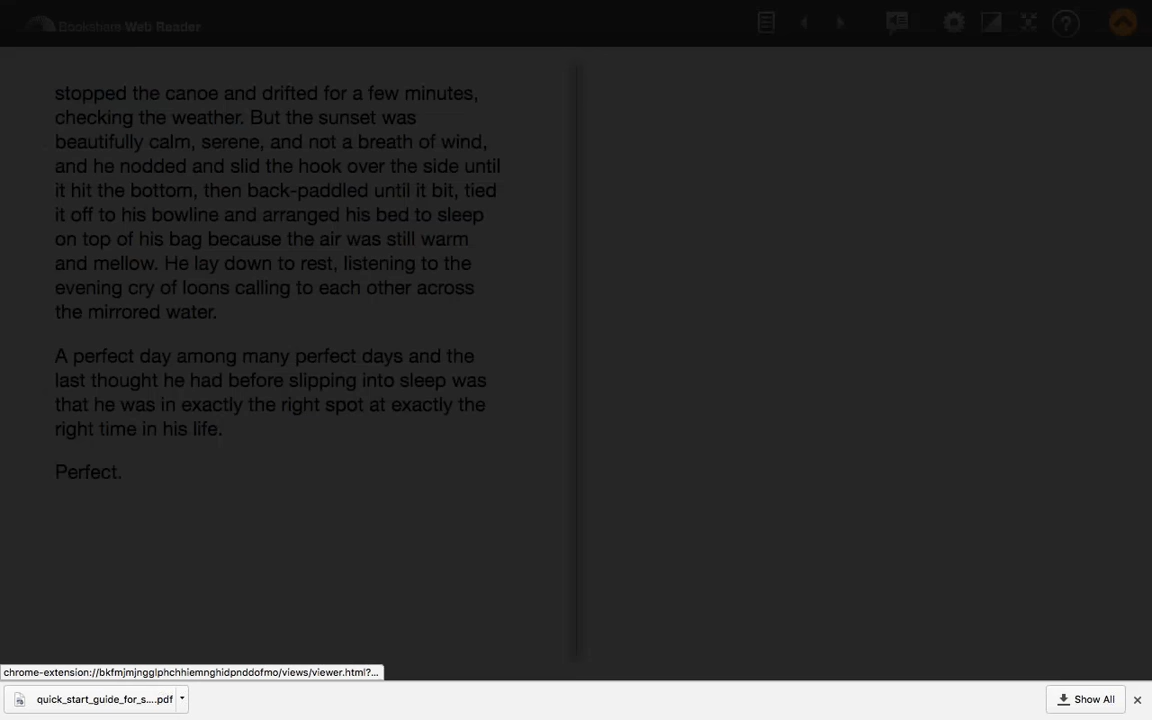 Bookshare Web Reader
stopped the canoe and drifted for a few minutes,
checking the weather. But the sunset was
beautifully calm, serene, and not a breath of wind,
and he nodded and slid the hook over the side until
it hit the bottom, then back-paddled until it bit, tied
it off to his bowline and arranged his bed to sleep
on top of his bag because the air was still warm
and mellow. He lay down to rest, listening to the
evening cry of loons calling to each other across
the mirrored water.
A perfect day among many perfect days and the
last thought he had before slipping into sleep was
that he was in exactly the right spot at exactly the
right time in his life.
Perfect.
chrome-extension://bkfmjmjngglphchhiemnghidpnddofmo/views/viewer.html?...
quick_start_guide_for_s....pdf
Show All